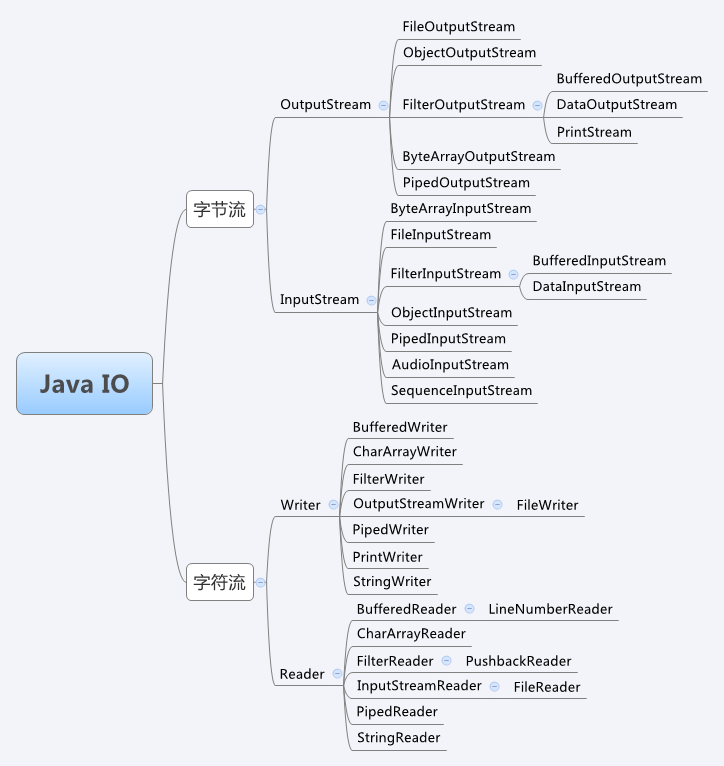 Java IO
字节流
OutputStream
FileOutputStream
ObjectOutputStream
FilterOutputStream
BufferedOutputStream
DataOutputStream
PrintStream
ByteArrayOutputStream
PipedOutputStream
InputStream
ByteArrayInputStream
FileInputStream
FilterInputStream
BufferedInputStream
DataInputStream
ObjectInputStream
PipedInputStream
AudioInputStream
SequenceInputStream
字符流
Writer
BufferedWriter
CharArrayWriter
FilterWriter
OutputStreamWriter
FileWriter
PipedWriter
PrintWriter
StringWriter
Reader
BufferedReader
LineNumberReader
CharArrayReader
FilterReader
PushbackReader
InputStreamReader
FileReader
PipedReader
StringReader